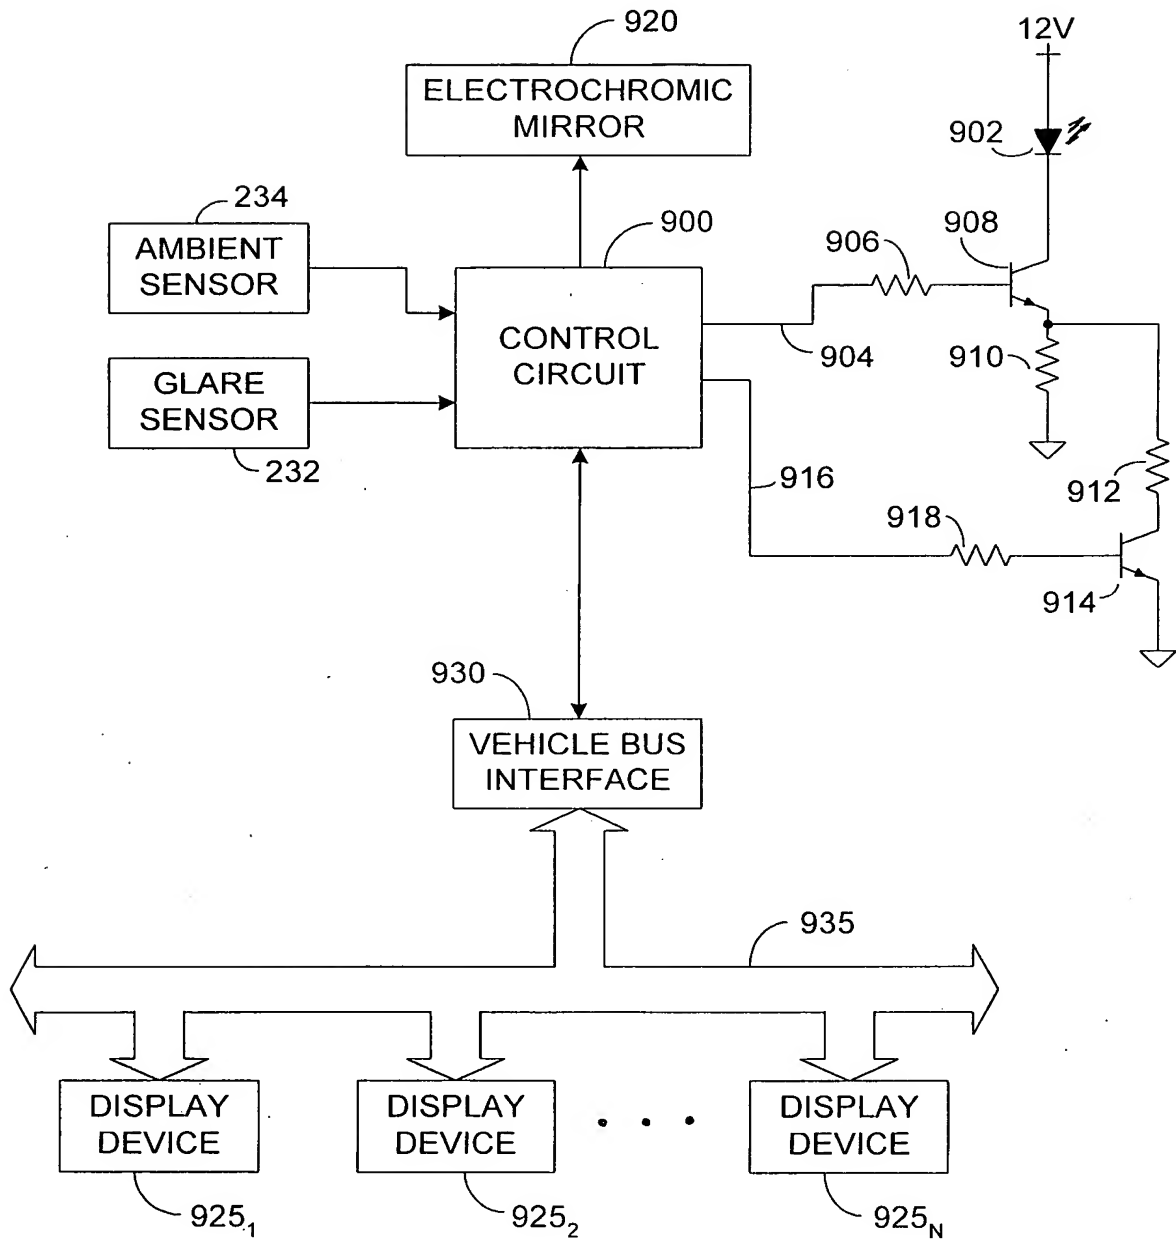 920
12V
ELECTROCHROMIC
MIRROR
902
234
900
908
AMBIENT
SENSOR
906
CONTROL
CIRCUIT
904
910
GLARE
SENSOR
232
916
912
918
914
930
VEHICLE BUS
INTERFACE
935
DISPLAY
DEVICE
DISPLAY
DEVICE
. . .
DISPLAY
DEVICE
925₁
925₂
925N